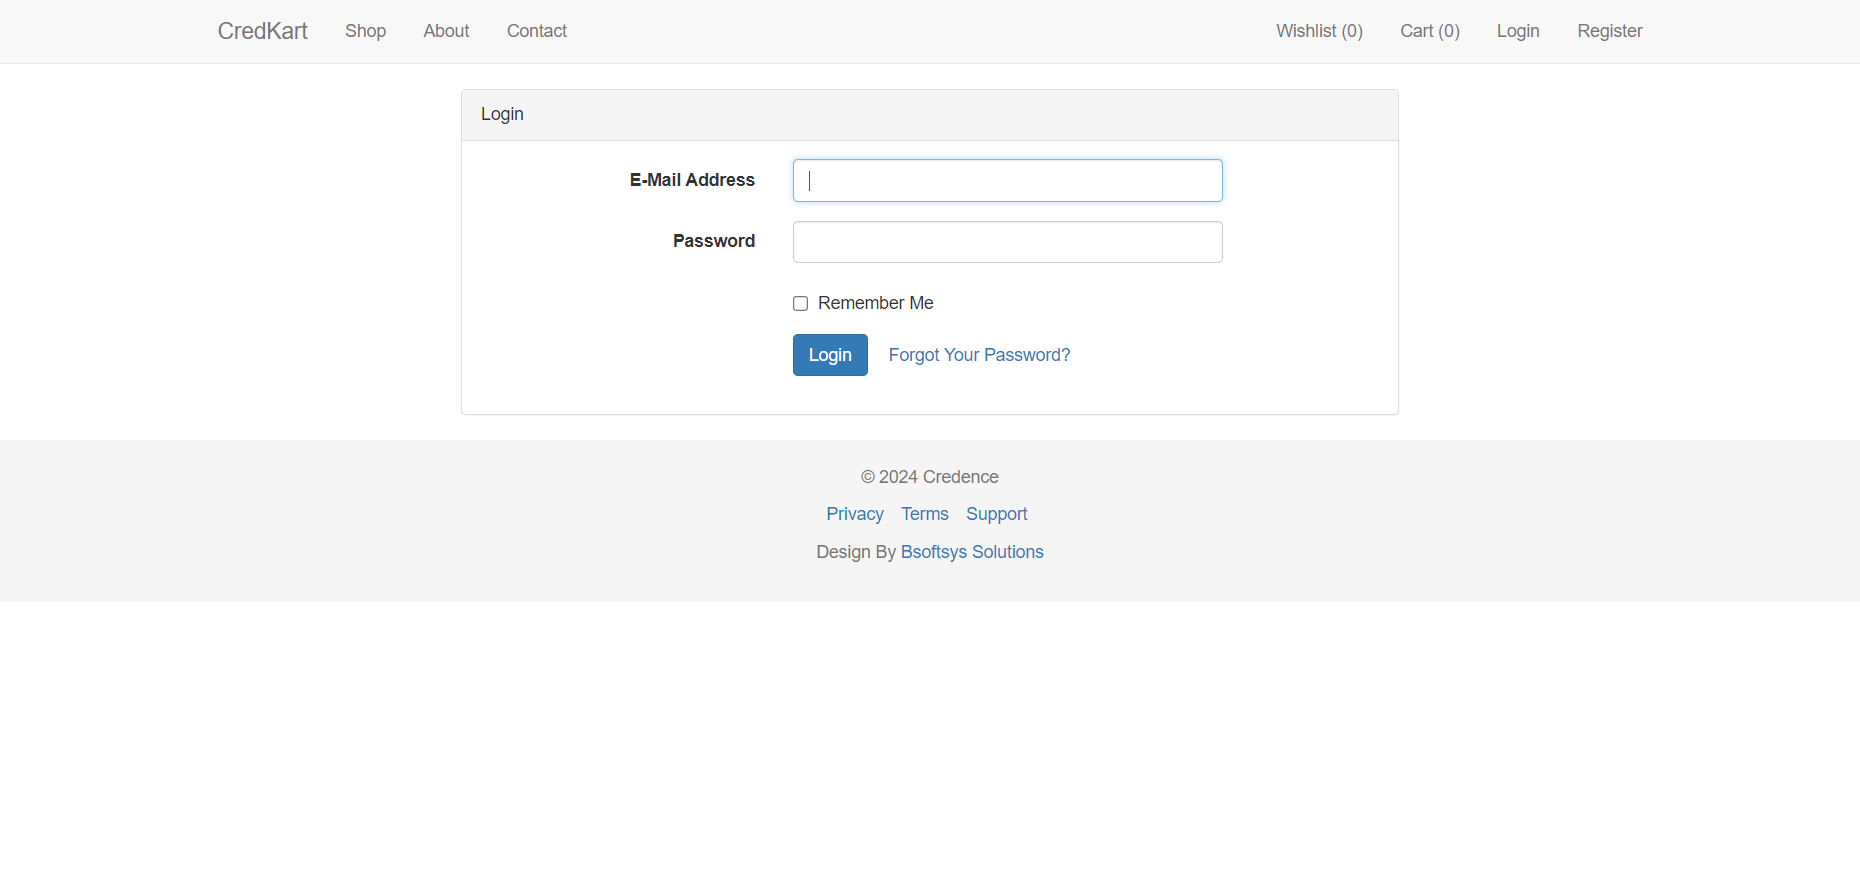 CredKart Shop About Contact Wishlist (0) Cart (0) Login Register
Login
E-Mail Address
Password
Remember Me
Login Forgot Your Password?
© 2024 Credence
Privacy Terms Support
Design By Bsoftsys Solutions